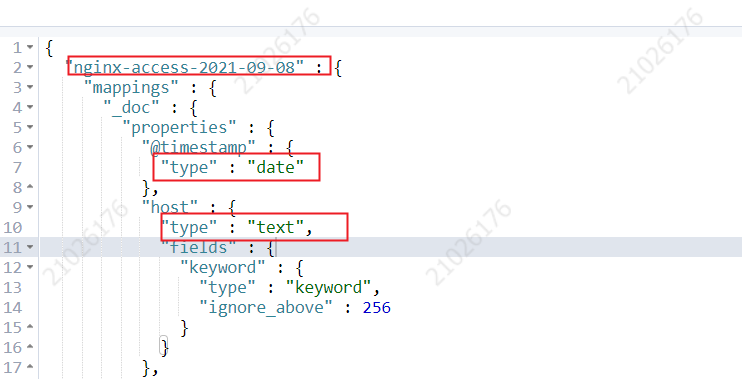 1 {
2 "nginx-access-2021-09-08" : {
3 "mappings" : {
4 "_doc" : {
5 "properties" : {
6 "@timestamp" : {
7 "type" : "date"
8 },
9 "host" : {
10 "type" : "text",
11 "fields" : {
12 "keyword" : {
13 "type" : "keyword",
14 "ignore_above" : 256
15 }
16 }
17 },
21026176
21026176
21026176
21026176